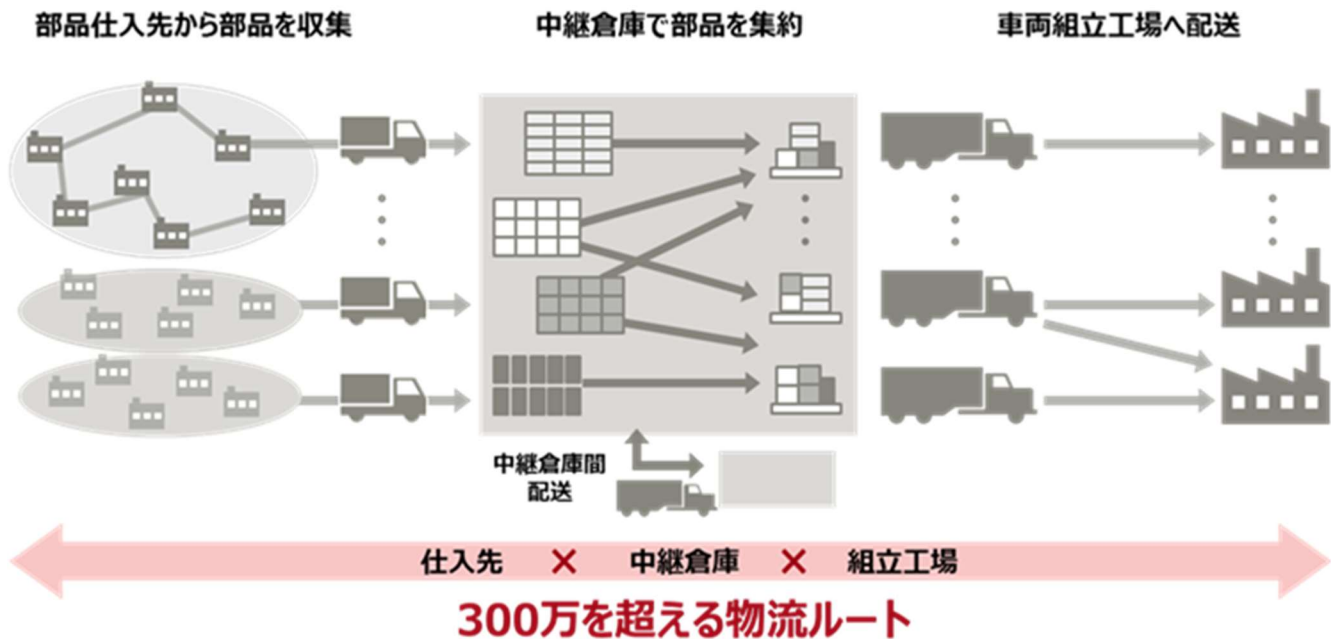 部品仕入先から部品を収集
中継倉庫で部品を集約
車両組立工場へ配送
中継倉庫間
配送
仕入先 × 中継倉庫 × 組立工場
300万を超える物流ルート